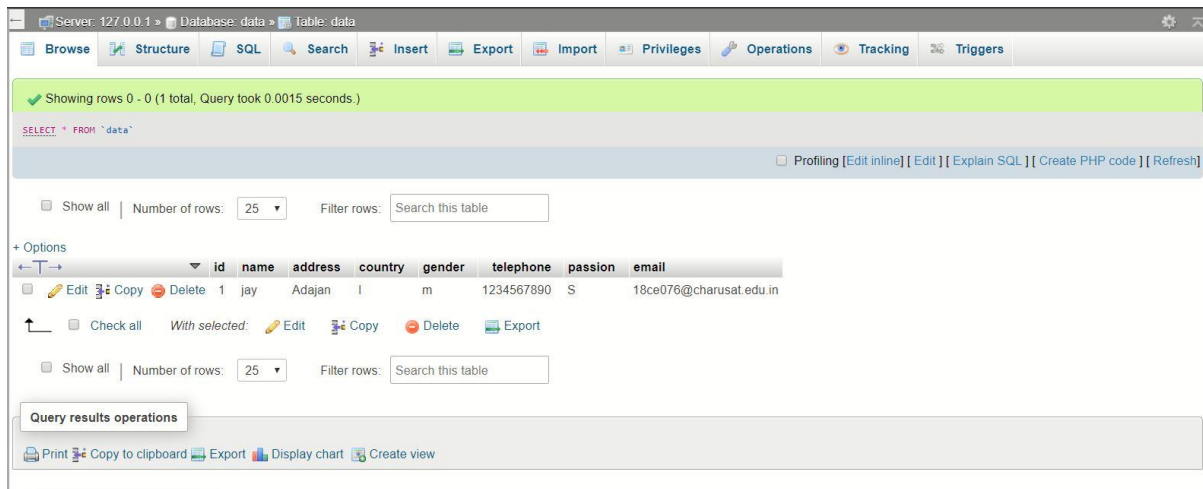 Server: 127.0.0.1 » Database: data » Table: data
Browse Structure SQL Search Insert Export Import Privileges Operations Tracking Triggers
Showing rows 0 - 0 (1 total, Query took 0.0015 seconds.)
SELECT * FROM `data`
Profiling [Edit inline] [ Edit ] [ Explain SQL ] [ Create PHP code ] [ Refresh]
Show all | Number of rows: 25 Filter rows: Search this table
+ Options
←T→ id name address country gender telephone passion email
Edit Copy Delete 1 jay Adajan I m 1234567890 S 18ce076@charusat.edu.in
Check all With selected: Edit Copy Delete Export
Show all | Number of rows: 25 Filter rows: Search this table
Query results operations
Print Copy to clipboard Export Display chart Create view